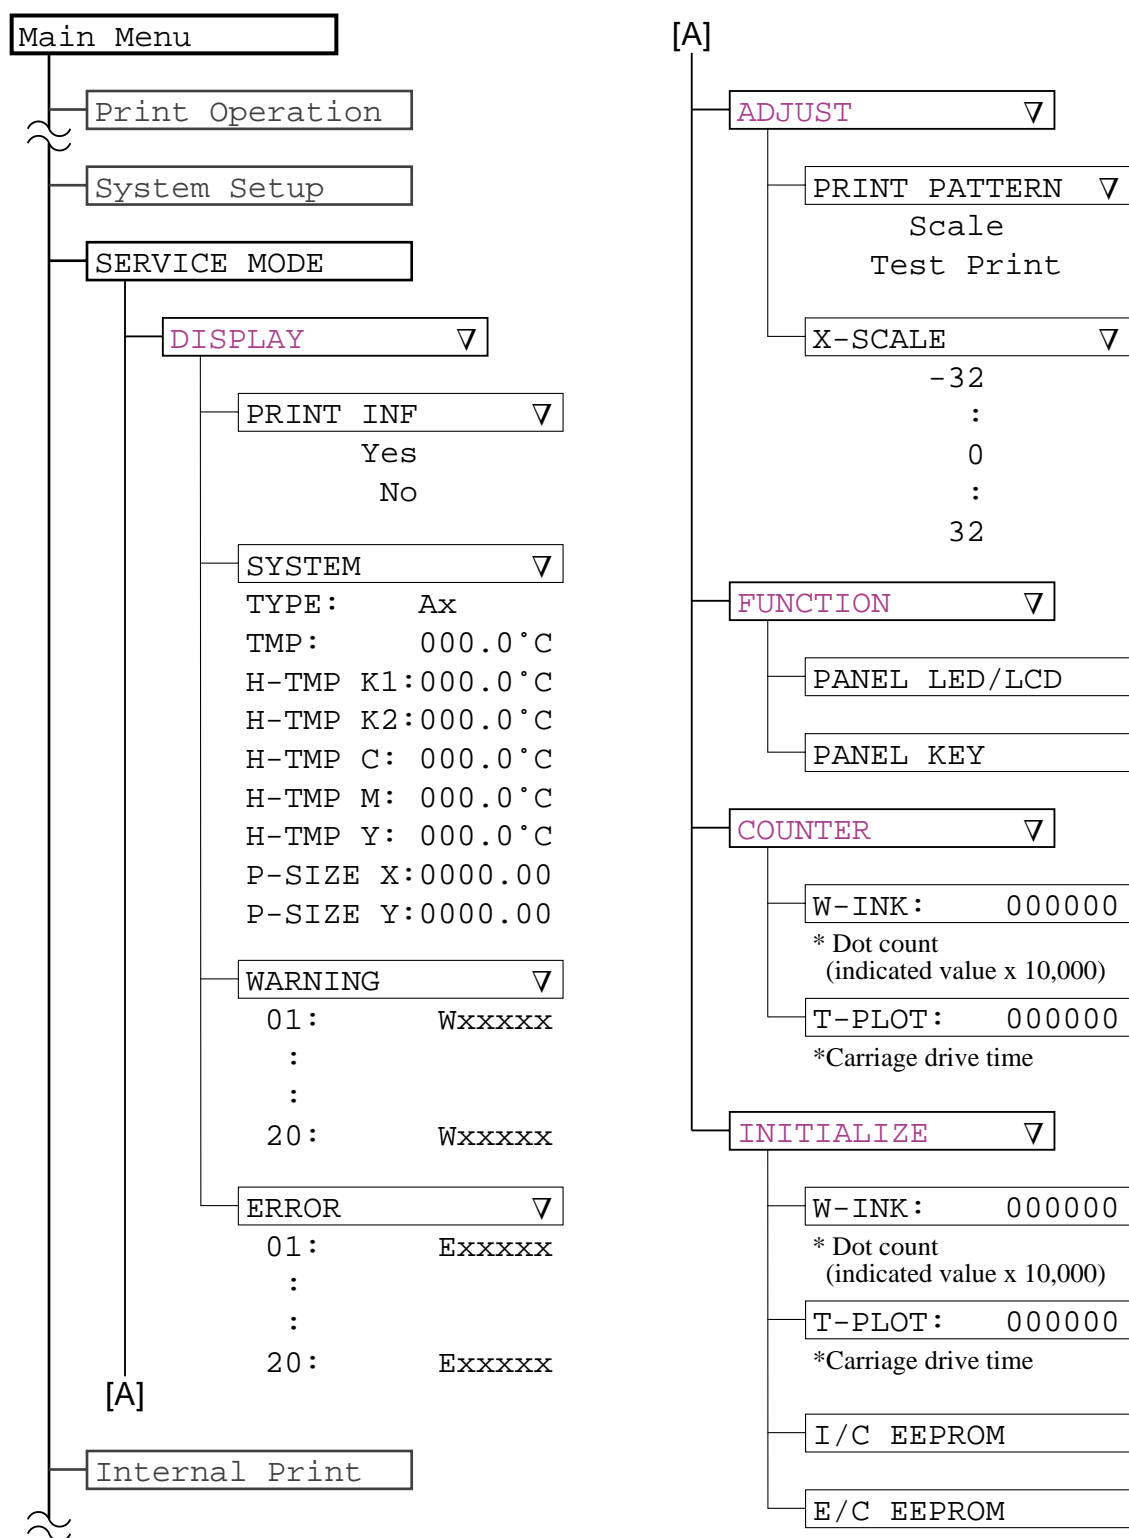 Main Menu
Print Operation
System Setup
SERVICE MODE
DISPLAY ∇
PRINT INF ∇
Yes
No
SYSTEM ∇
TYPE: Ax
TMP: 000.0°C
H-TMP K1:000.0°C
H-TMP K2:000.0°C
H-TMP C: 000.0°C
H-TMP M: 000.0°C
H-TMP Y: 000.0°C
P-SIZE X:0000.00
P-SIZE Y:0000.00
WARNING ∇
01: Wxxxxx
:
:
20: Wxxxxx
ERROR ∇
01: Exxxxx
:
:
20: Exxxxx
[A]
Internal Print
[A]
ADJUST ∇
PRINT PATTERN ∇
Scale
Test Print
X-SCALE ∇
-32
:
0
:
32
FUNCTION ∇
PANEL LED/LCD
PANEL KEY
COUNTER ∇
W-INK: 000000
* Dot count
(indicated value x 10,000)
T-PLOT: 000000
*Carriage drive time
INITIALIZE ∇
W-INK: 000000
* Dot count
(indicated value x 10,000)
T-PLOT: 000000
*Carriage drive time
I/C EEPROM
E/C EEPROM